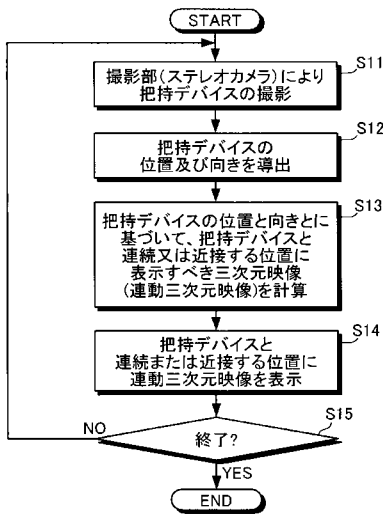 START
S11
撮影部(ステレオカメラ)により
把持デバイスの撮影
S12
把持デバイスの
位置及び向きを導出
S13
把持デバイスの位置と向きとに
基づいて、把持デバイスと
連続又は近接する位置に
表示すべき三次元映像
(連動三次元映像)を計算
S14
把持デバイスと
連続または近接する位置に
連動三次元映像を表示
S15
終了?
NO
YES
END